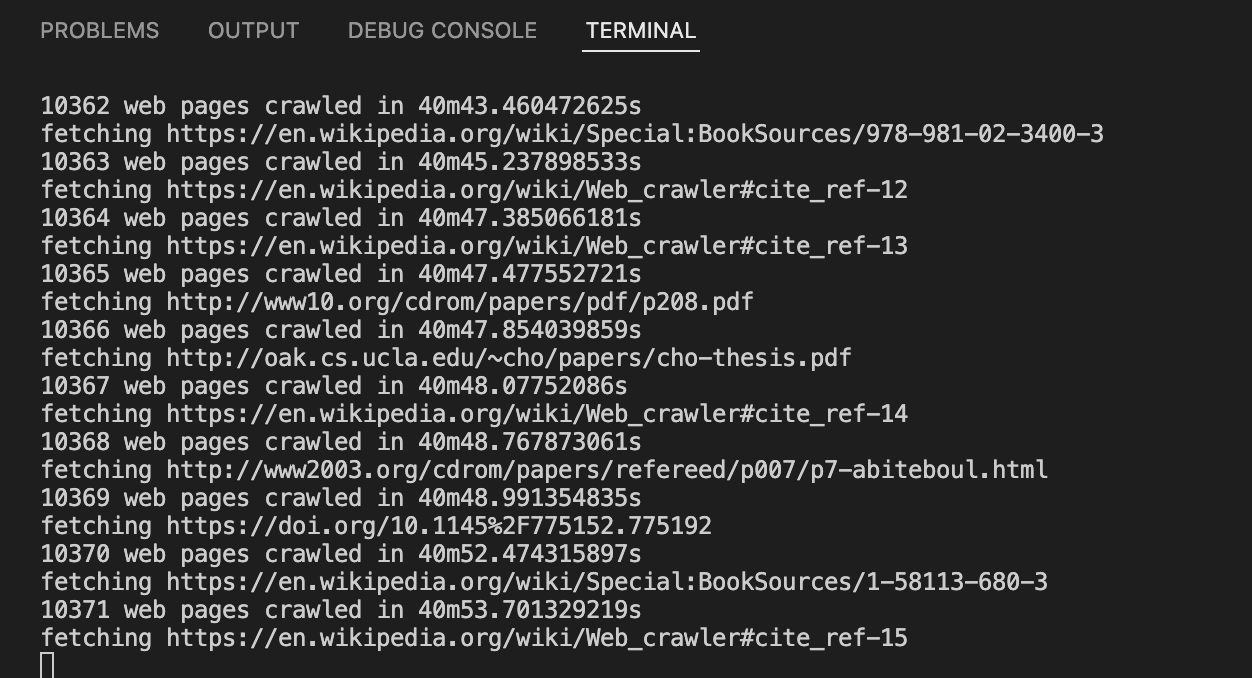 PROBLEMS OUTPUT DEBUG CONSOLE TERMINAL
10362 web pages crawled in 40m43.460472625s
fetching https://en.wikipedia.org/wiki/Special:BookSources/978-981-02-3400-3
10363 web pages crawled in 40m45.237898533s
fetching https://en.wikipedia.org/wiki/Web_crawler#cite_ref-12
10364 web pages crawled in 40m47.385066181s
fetching https://en.wikipedia.org/wiki/Web_crawler#cite_ref-13
10365 web pages crawled in 40m47.477552721s
fetching http://www10.org/cdrom/papers/pdf/p208.pdf
10366 web pages crawled in 40m47.854039859s
fetching http://oak.cs.ucla.edu/~cho/papers/cho-thesis.pdf
10367 web pages crawled in 40m48.07752086s
fetching https://en.wikipedia.org/wiki/Web_crawler#cite_ref-14
10368 web pages crawled in 40m48.767873061s
fetching http://www2003.org/cdrom/papers/refereed/p007/p7-abiteboul.html
10369 web pages crawled in 40m48.991354835s
fetching https://doi.org/10.1145%2F775152.775192
10370 web pages crawled in 40m52.474315897s
fetching https://en.wikipedia.org/wiki/Special:BookSources/1-58113-680-3
10371 web pages crawled in 40m53.701329219s
fetching https://en.wikipedia.org/wiki/Web_crawler#cite_ref-15